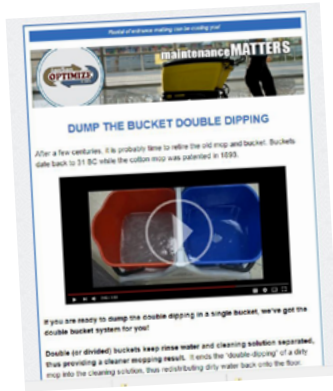 maintenanceMATTERS
OPTIMIZE
DUMP THE BUCKET DOUBLE DIPPING
After a few centuries, it is probably time to retire the old mop and bucket. Buckets
date back to 31 BC while the cotton mop was patented in 1893.
If you are ready to dump the double dipping in a single bucket, we've got the
double bucket system for you!
Double (or divided) buckets keep rinse water and cleaning solution separated,
thus providing a cleaner mopping result. It ends the "double-dipping" of a dirty
mop into the cleaning solution, thus redistributing dirty water back onto the floor.